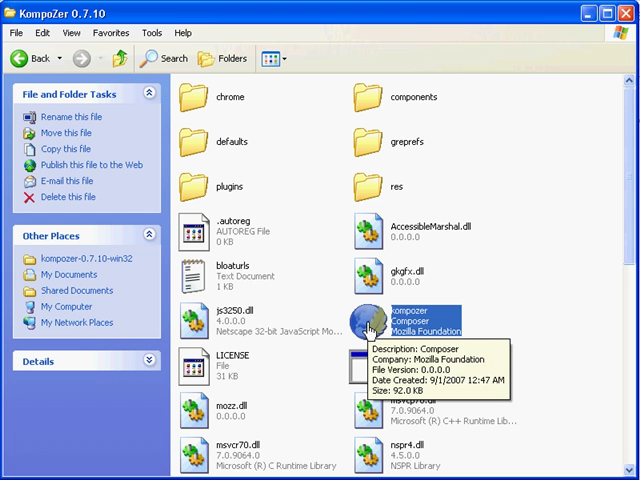 KompoZer 0.7.10
File Edit View Favorites Tools Help
Back Search Folders
File and Folder Tasks
Rename this file
Move this file
Copy this file
Publish this file to the Web
E-mail this file
Delete this file
Other Places
kompozer-0.7.10-win32
My Documents
Shared Documents
My Computer
My Network Places
Details
chrome
components
defaults
greprefs
plugins
res
.autoreg
AUTOREG File
0 KB
AccessibleMarshal.dll
0.0.0.0
bloaturls
Text Document
1 KB
gkgfx.dll
0.0.0.0
js3250.dll
4.0.0.0
Netscape 32-bit JavaScript Mo...
kompozer
Composer
Mozilla Foundation
Description: Composer
Company: Mozilla Foundation
File Version: 0.0.0.0
Date Created: 9/1/2007 12:47 AM
Size: 92.0 KB
LICENSE
File
31 KB
mozz.dll
0.0.0.0
msvcp70.dll
7.0.9064.0
Microsoft (R) C++ Runtime Lib...
msvcr70.dll
7.0.9064.0
Microsoft (R) C Runtime Library
nspr4.dll
4.5.0.0
NSPR Library